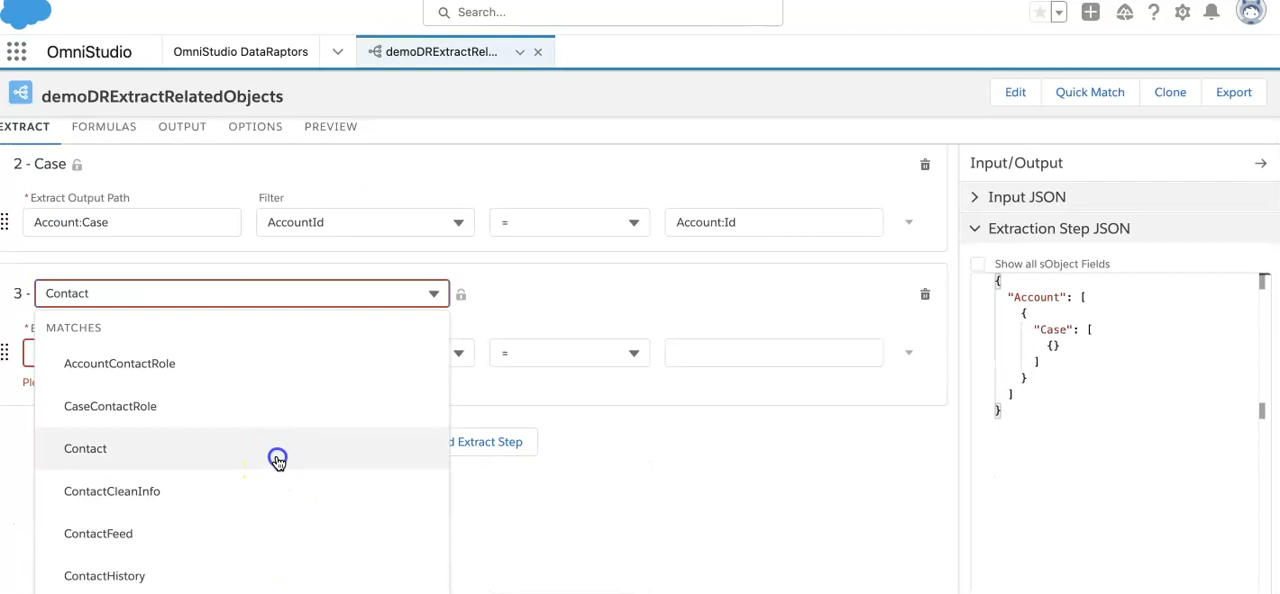 Search...
OmniStudio
OmniStudio DataRaptors
demoDRExtractRel...
demoDRExtractRelatedObjects
Edit
Quick Match
Clone
Export
EXTRACT
FORMULAS
OUTPUT
OPTIONS
PREVIEW
2 - Case
*Extract Output Path
Filter
Account:Case
AccountId
=
Account:Id
3 -
Contact
MATCHES
AccountContactRole
CaseContactRole
Contact
ContactCleanInfo
ContactFeed
ContactHistory
=
d Extract Step
Input/Output
Input JSON
Extraction Step JSON
Show all sObject Fields
{
"Account": [
{
"Case": [
{}
]
}
]
}